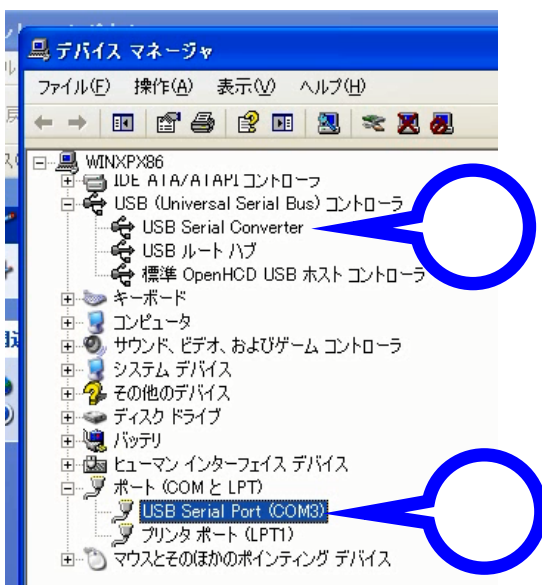 デバイス マネージャ
ファイル(F) 操作(A) 表示(V) ヘルプ(H)
WINXPX86
IDE ATA/ATAPI コントローラ
USB (Universal Serial Bus) コントローラ
USB Serial Converter
USB ルート ハブ
標準 OpenHCD USB ホスト コントローラ
キーボード
コンピュータ
サウンド、ビデオ、およびゲーム コントローラ
システム デバイス
その他のデバイス
ディスク ドライブ
バッテリ
ヒューマン インターフェイス デバイス
ポート (COM と LPT)
USB Serial Port (COM3)
プリンタ ポート (LPT1)
マウスとそのほかのポインティング デバイス